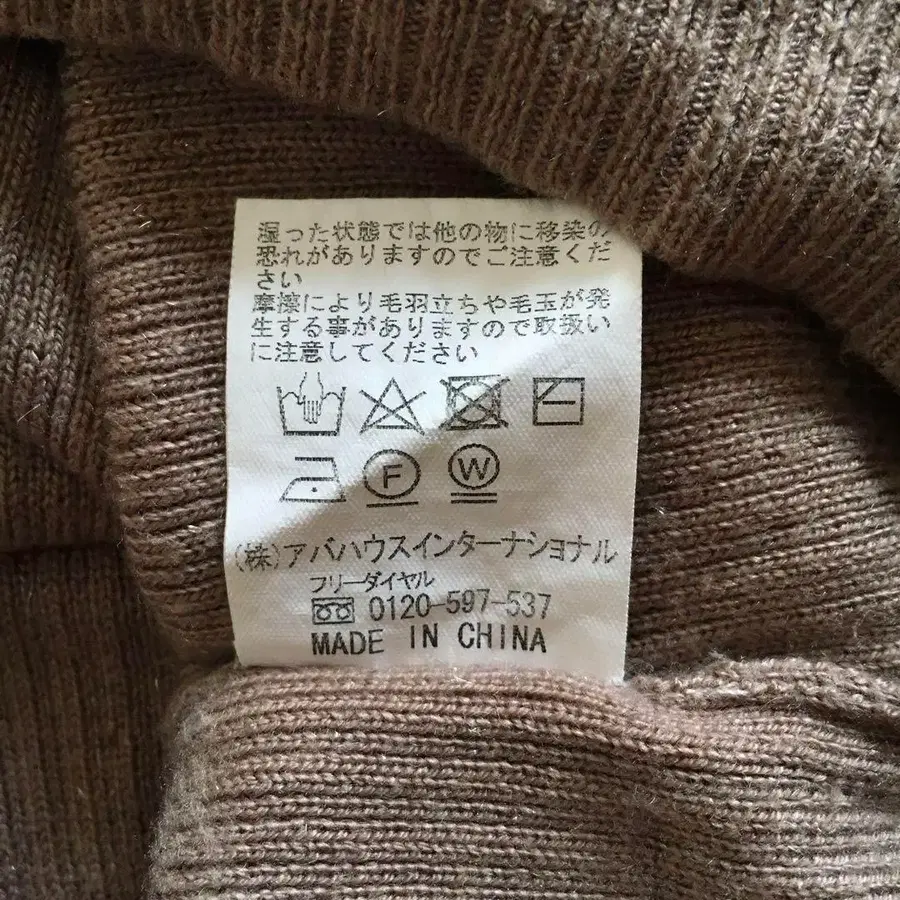 湿った状態では他の物に移染の
恐れがありますのでご注意くだ
さい
摩擦により毛羽立ちや毛玉が発
生する事がありますので取扱い
に注意してください
F W
(株)アバハウスインターナショナル
フリーダイヤル
0120-597-537
MADE IN CHINA